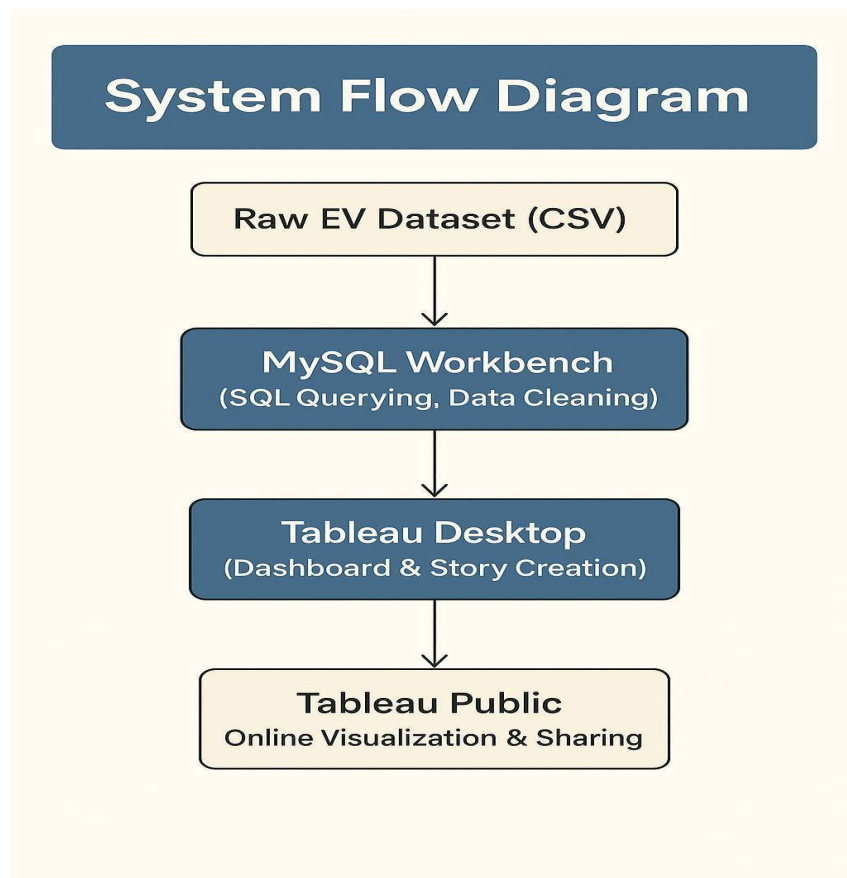 System Flow Diagram
Raw EV Dataset (CSV)
MySQL Workbench
(SQL Querying, Data Cleaning)
Tableau Desktop
(Dashboard & Story Creation)
Tableau Public
Online Visualization & Sharing